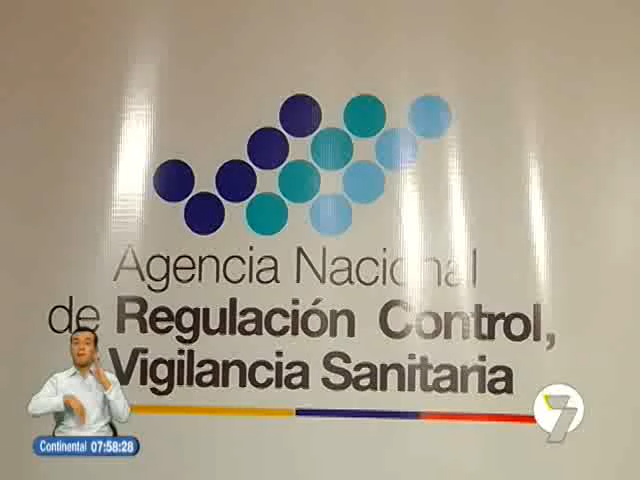 Agencia Nacional
de Regulación Control,
Vigilancia Sanitaria
7
Continental 07:58:28